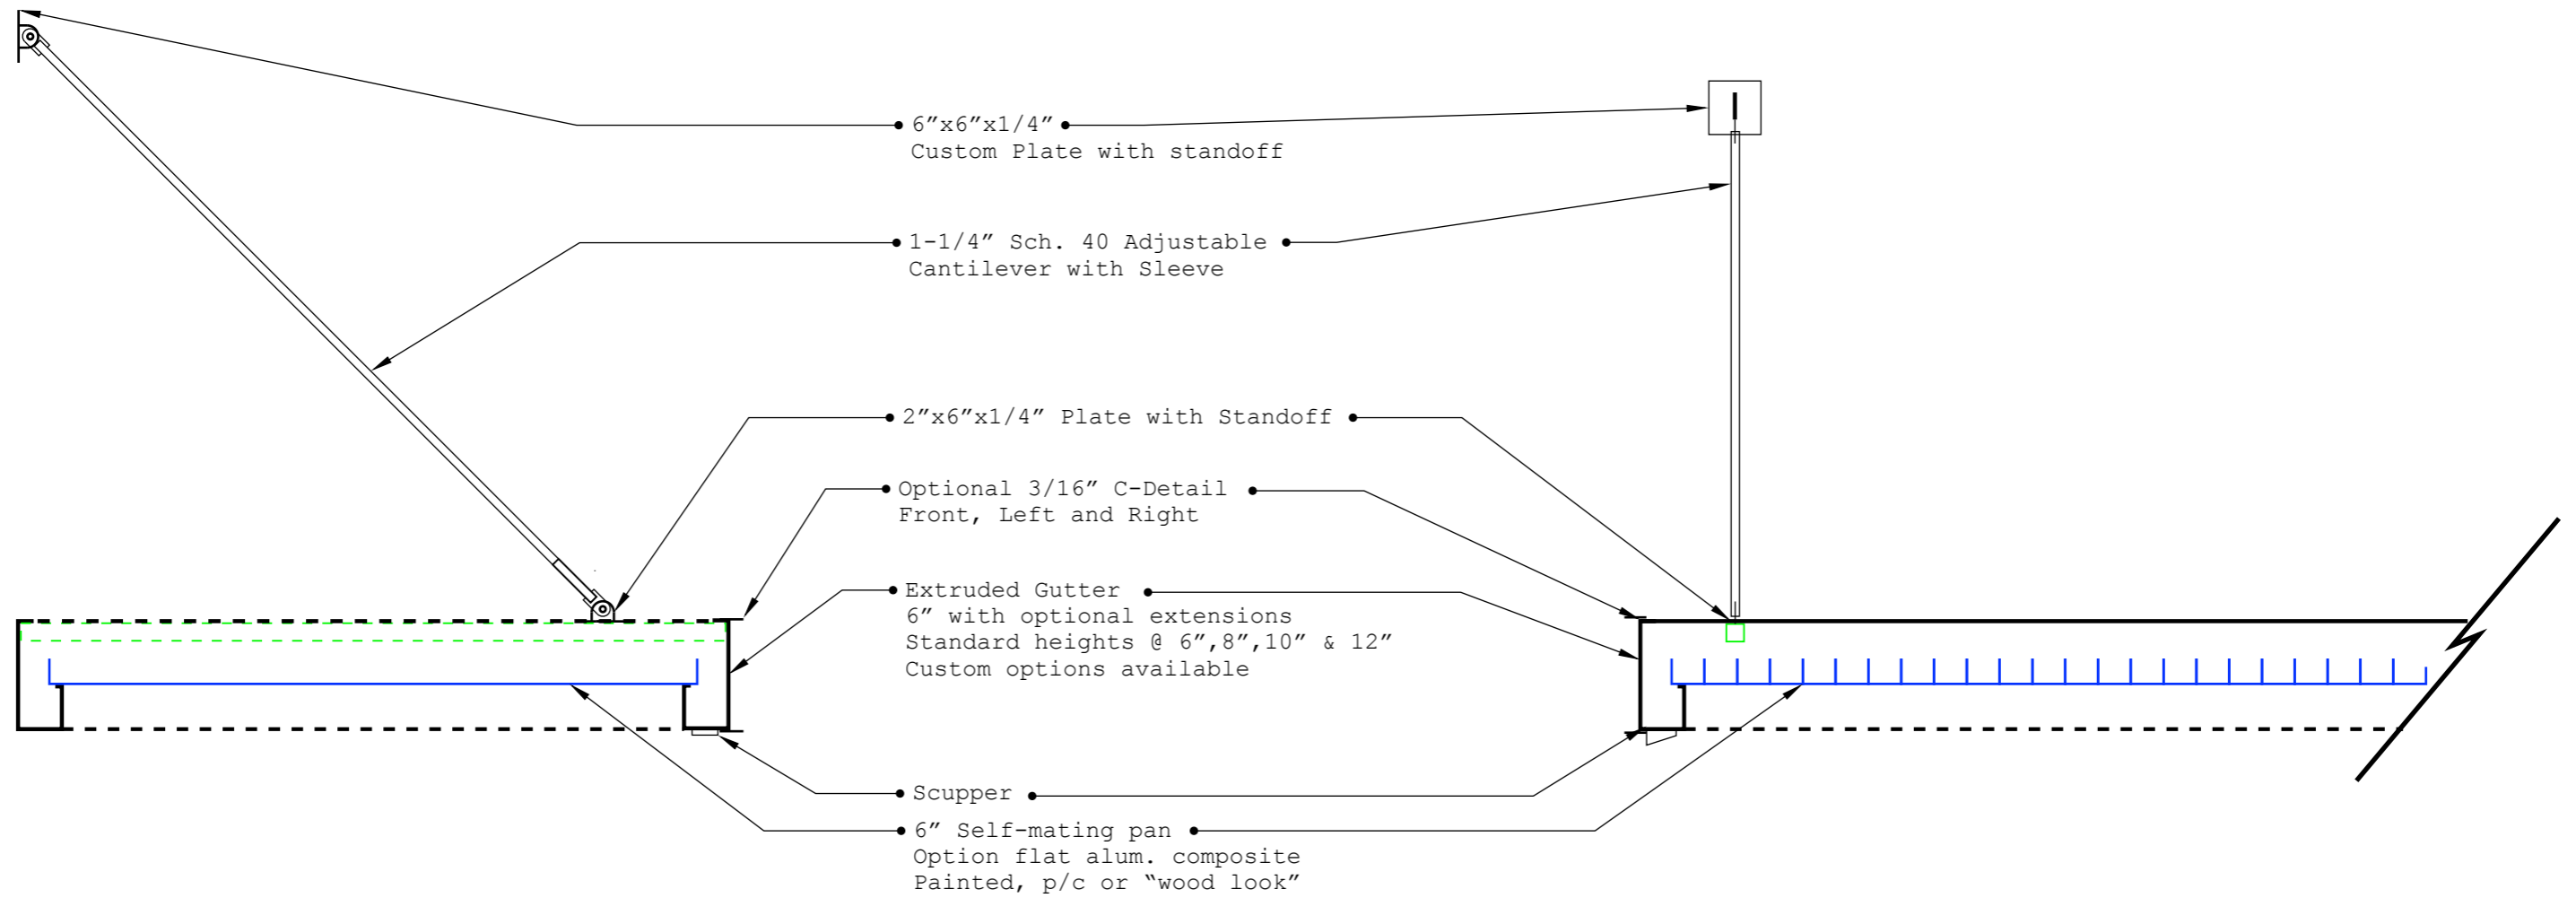 6”x6”x1/4”
Custom Plate with standoff
1-1/4” Sch. 40 Adjustable
Cantilever with Sleeve
2”x6”x1/4” Plate with Standoff
Optional 3/16” C-Detail
Front, Left and Right
Extruded Gutter
6” with optional extensions
Standard heights @ 6”,8”,10” & 12”
Custom options available
Scupper
6” Self-mating pan
Option flat alum. composite
Painted, p/c or “wood look”